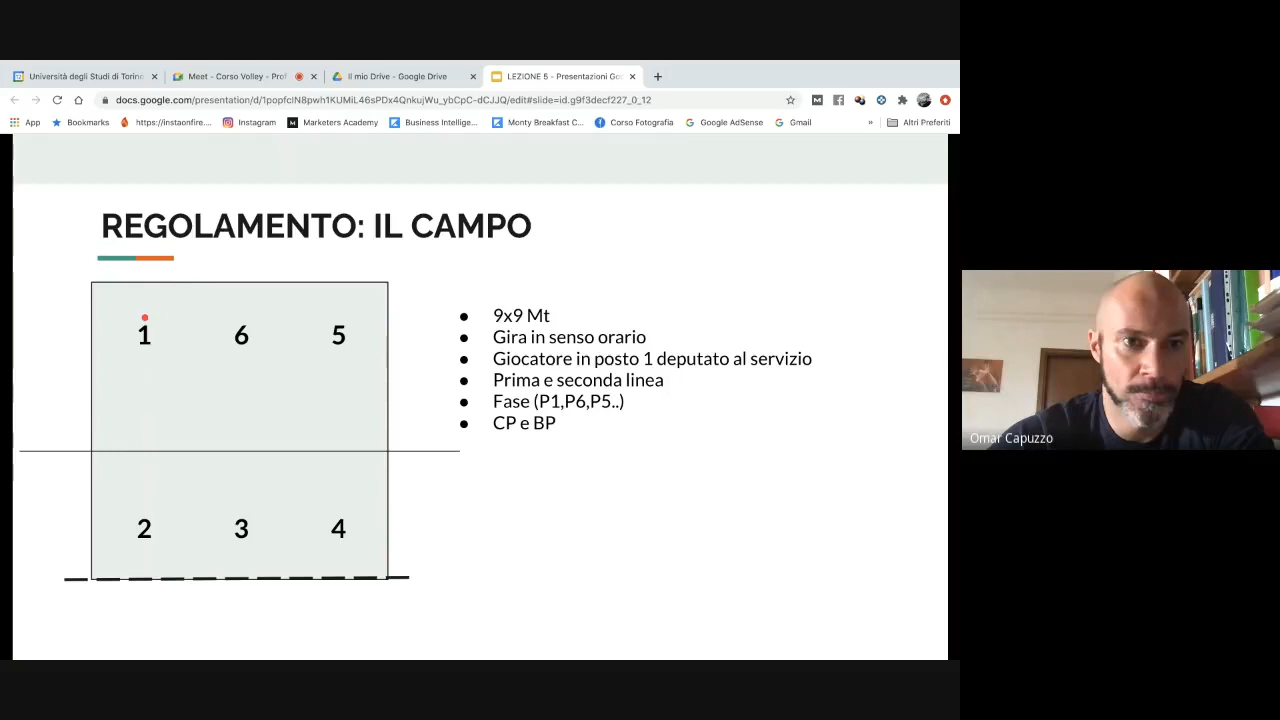 Università degli Studi di Torino
Meet - Corso Volley - Prof
Il mio Drive - Google Drive
LEZIONE 5 - Presentazioni Go
docs.google.com/presentation/d/1popfclN8pwh1KUMiL46sPDx4QnkujWu_ybCpC-dCJJQ/edit#slide=id.g9f3decf227_0_12
App
Bookmarks
https://instaonfire....
Instagram
Marketers Academy
Business Intellige...
Monty Breakfast C...
Corso Fotografia
Google AdSense
Gmail
»
Altri Preferiti
REGOLAMENTO: IL CAMPO
1 6 5
2 3 4
● 9x9 Mt
● Gira in senso orario
● Giocatore in posto 1 deputato al servizio
● Prima e seconda linea
● Fase (P1,P6,P5..)
● CP e BP
Omar Capuzzo